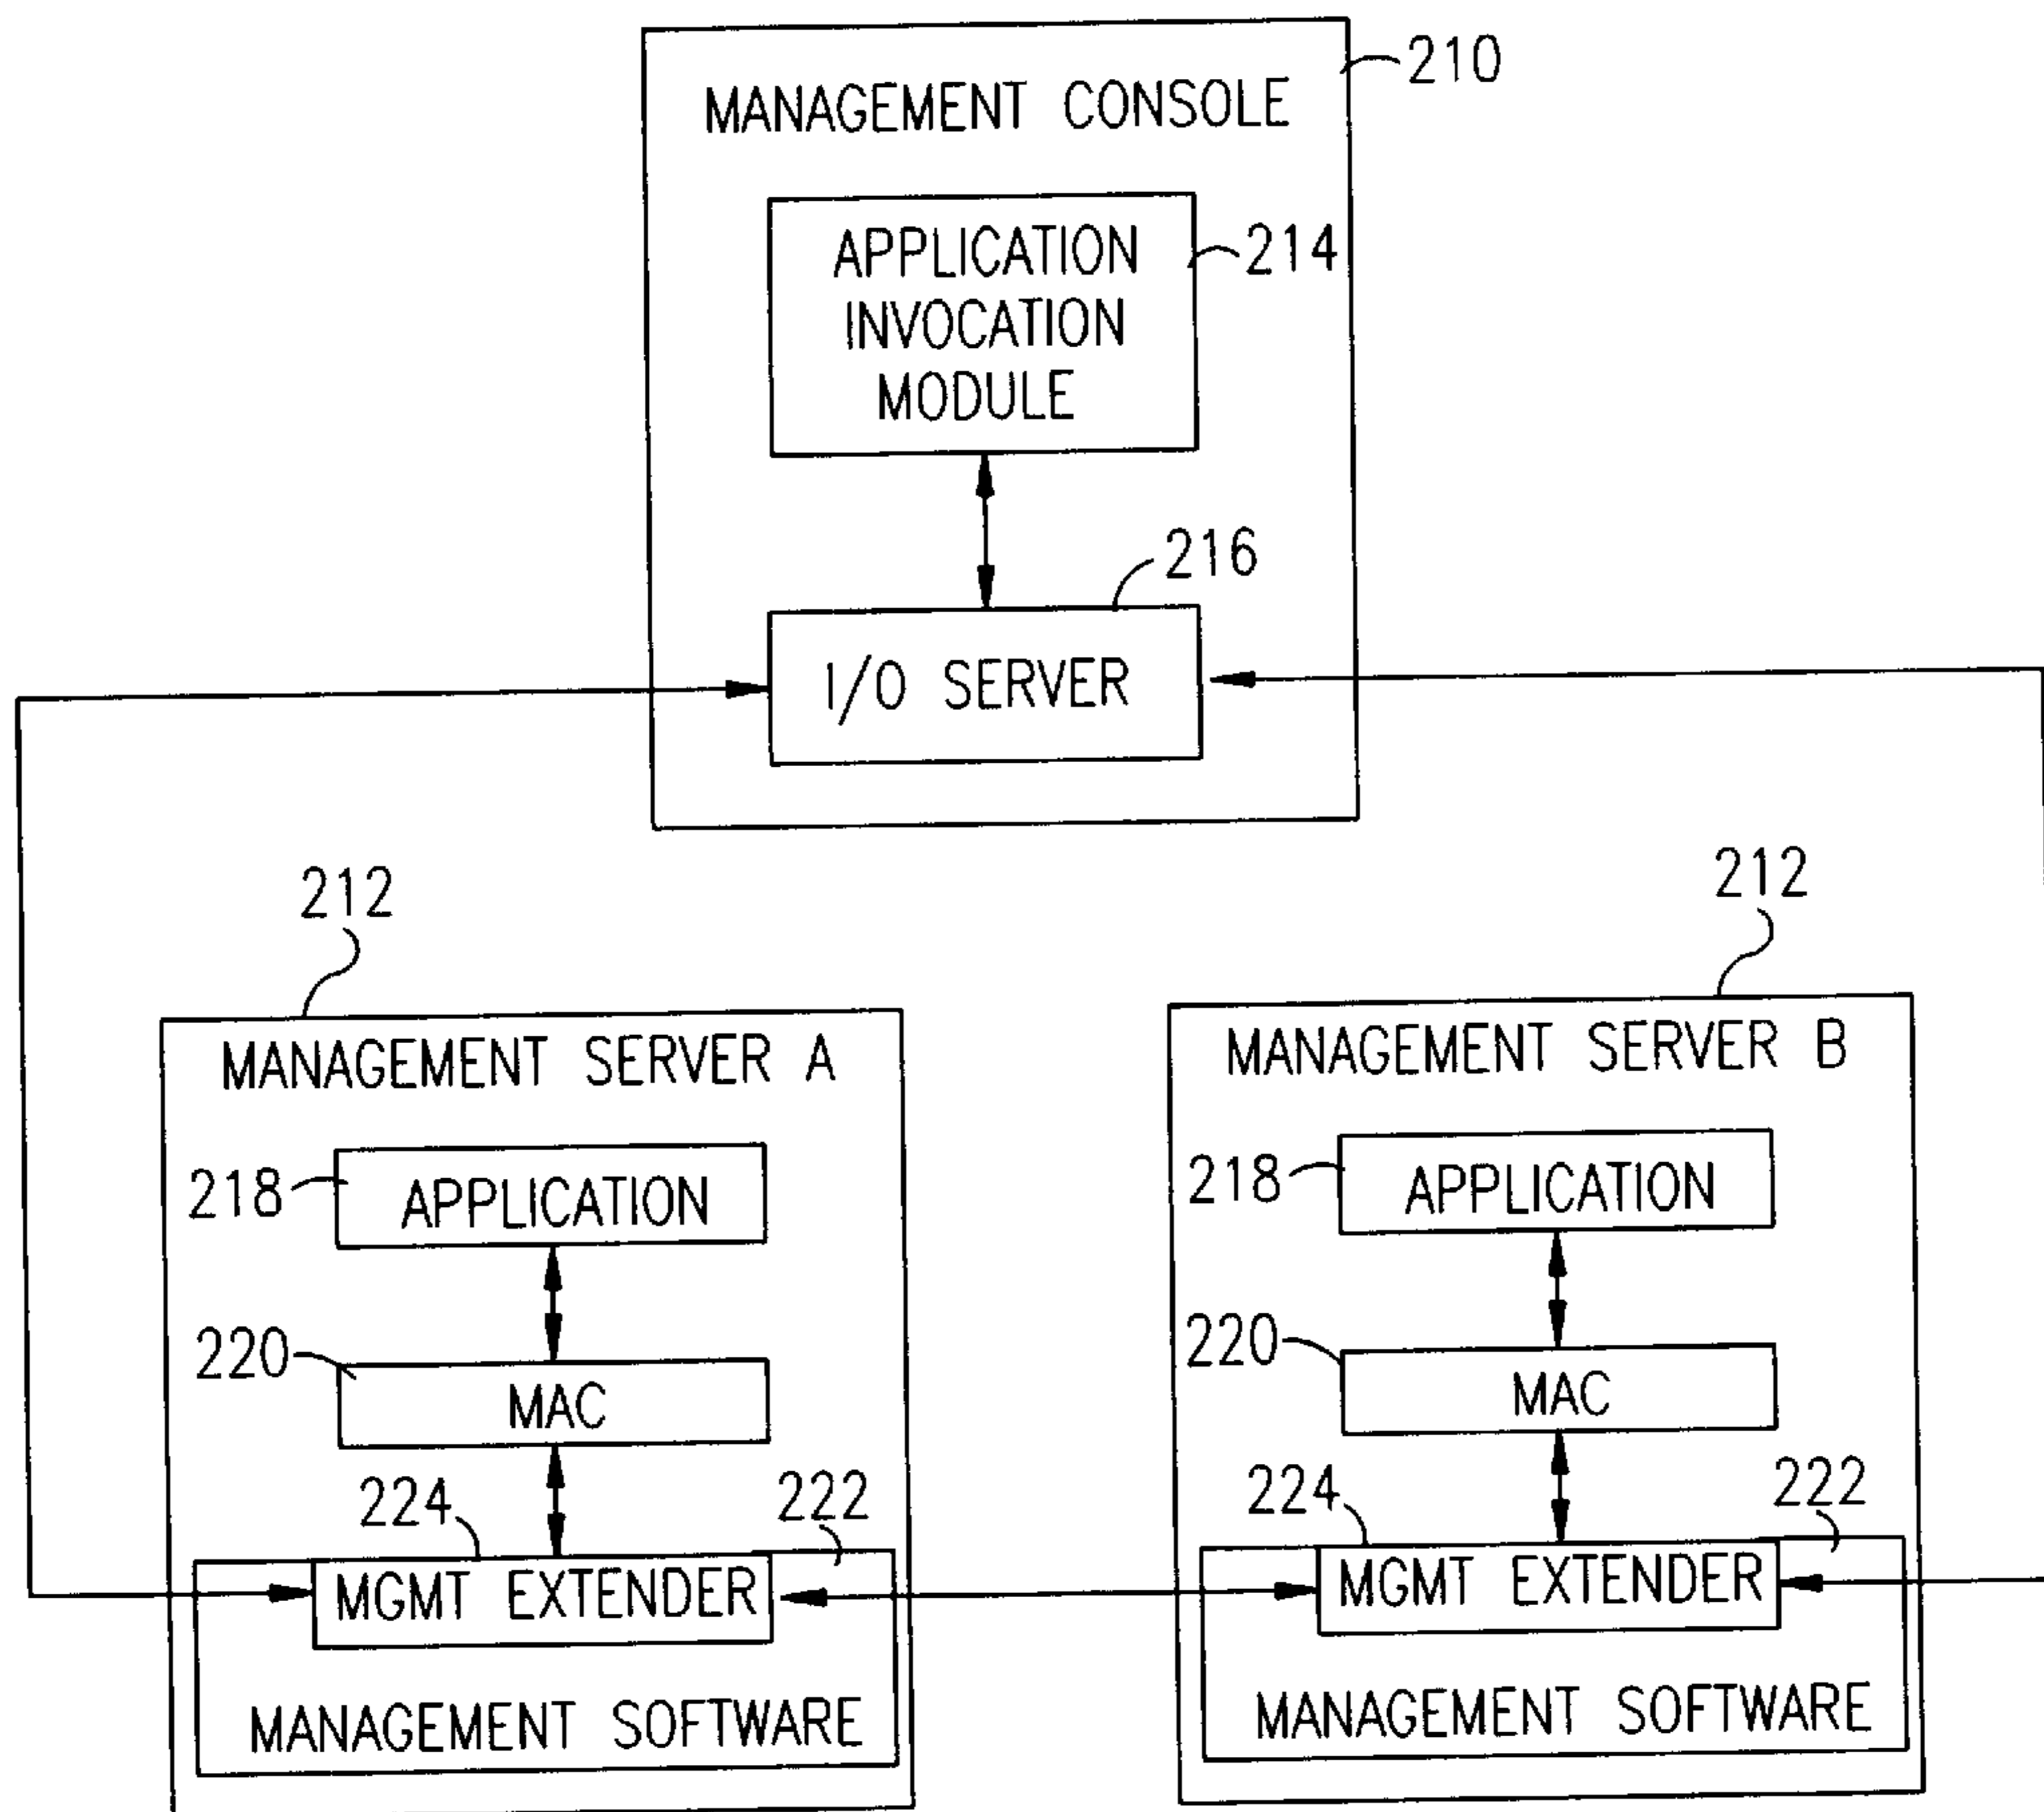 210
MANAGEMENT CONSOLE
APPLICATION
INVOCATION
MODULE
214
216
I/O SERVER
212
MANAGEMENT SERVER A
218
APPLICATION
220
MAC
224
222
MGMT EXTENDER
MANAGEMENT SOFTWARE
212
MANAGEMENT SERVER B
218
APPLICATION
220
MAC
224
222
MGMT EXTENDER
MANAGEMENT SOFTWARE